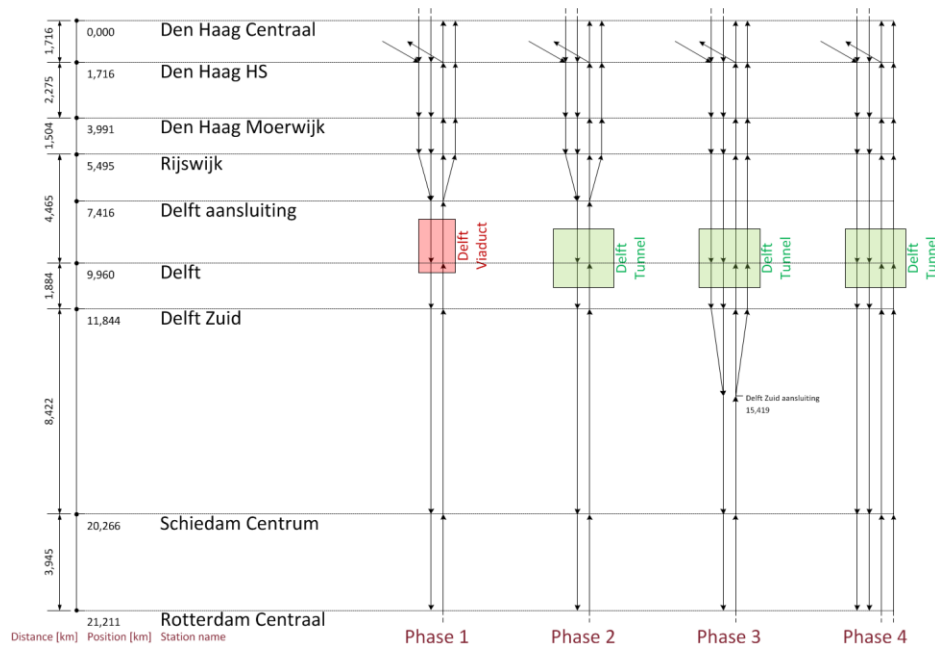 0,000 Den Haag Centraal
1,716
1,716 Den Haag HS
2,275
3,991 Den Haag Moerwijk
1,504
5,495 Rijswijk
4,465
7,416 Delft aansluiting
Delft Viaduct
Delft Tunnel
Delft Tunnel
Delft Tunnel
9,960 Delft
1,884
11,844 Delft Zuid
8,422
Delft Zuid aansluiting
15,419
20,266 Schiedam Centrum
3,945
21,211 Rotterdam Centraal
Distance [km] Position [km] Station name
Phase 1 Phase 2 Phase 3 Phase 4